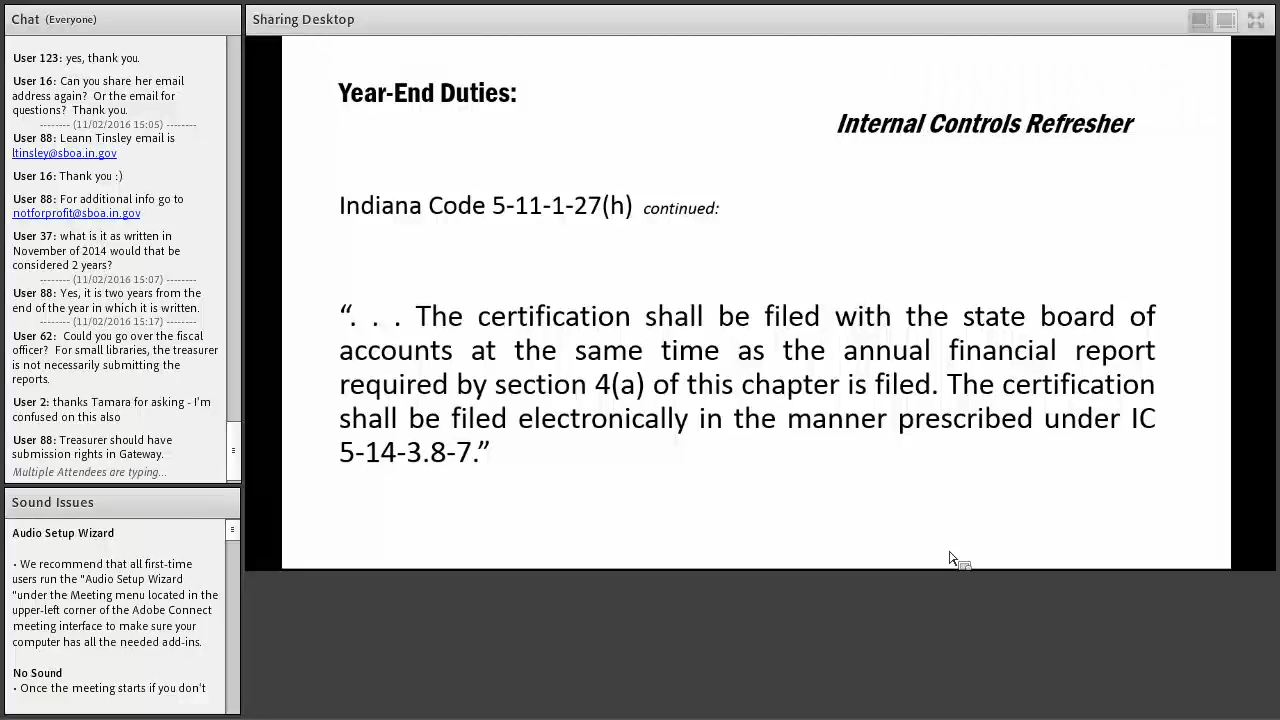 Chat (Everyone)
User 123: yes, thank you.
User 16: Can you share her email
address again? Or the email for
questions? Thank you.
-------- (11/02/2016 15:05) --------
User 88: Leann Tinsley email is
ltinsley@sboa.in.gov
User 16: Thank you :)
User 88: For additional info go to
notforprofit@sboa.in.gov
User 37: what is it as written in
November of 2014 would that be
considered 2 years?
-------- (11/02/2016 15:07) --------
User 88: Yes, it is two years from the
end of the year in which it is written.
-------- (11/02/2016 15:17) --------
User 62: Could you go over the fiscal
officer? For small libraries, the treasurer
is not necessarily submitting the
reports.
User 2: thanks Tamara for asking - I'm
confused on this also
User 88: Treasurer should have
submission rights in Gateway.
Multiple Attendees are typing...
Sound Issues
Audio Setup Wizard
• We recommend that all first-time
users run the "Audio Setup Wizard
"under the Meeting menu located in the
upper-left corner of the Adobe Connect
meeting interface to make sure your
computer has all the needed add-ins.
No Sound
• Once the meeting starts if you don't
Sharing Desktop
Year-End Duties:
Internal Controls Refresher
Indiana Code 5-11-1-27(h) continued:
“. . . The certification shall be filed with the state board of
accounts at the same time as the annual financial report
required by section 4(a) of this chapter is filed. The certification
shall be filed electronically in the manner prescribed under IC
5-14-3.8-7.”